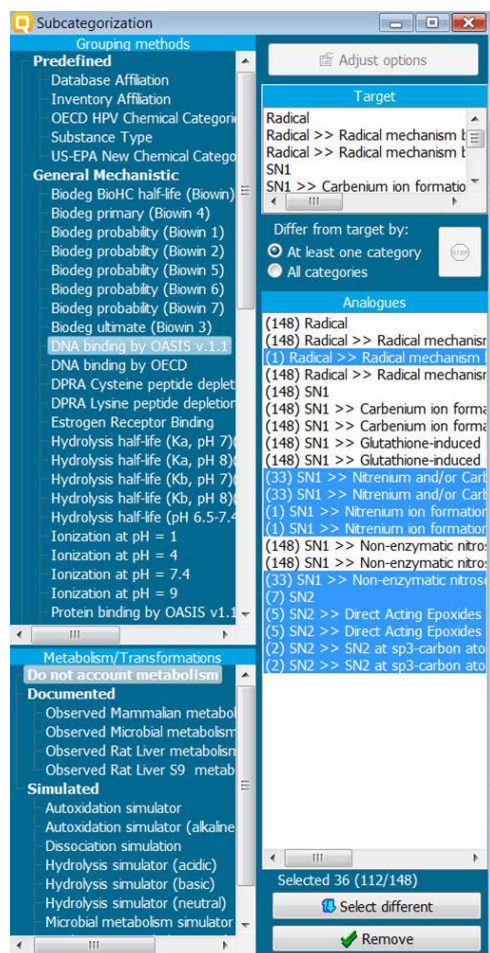 Subcategorization
Grouping methods
Predefined
Database Affiliation
Inventory Affiliation
OECD HPV Chemical Categori
Substance Type
US-EPA New Chemical Catego
General Mechanistic
Biodeg BioHC half-life (Biowin)
Biodeg primary (Biowin 4)
Biodeg probability (Biowin 1)
Biodeg probability (Biowin 2)
Biodeg probability (Biowin 5)
Biodeg probability (Biowin 6)
Biodeg probability (Biowin 7)
Biodeg ultimate (Biowin 3)
DNA binding by OASIS v.1.1
DNA binding by OECD
DPRA Cysteine peptide deplet
DPRA Lysine peptide depletion
Estrogen Receptor Binding
Hydrolysis half-life (Ka, pH 7)(
Hydrolysis half-life (Ka, pH 8)(
Hydrolysis half-life (Kb, pH 7)(
Hydrolysis half-life (Kb, pH 8)(
Hydrolysis half-life (pH 6.5-7.4
Ionization at pH = 1
Ionization at pH = 4
Ionization at pH = 7.4
Ionization at pH = 9
Protein binding by OASIS v1.1
Metabolism/Transformations
Do not account metabolism
Documented
Observed Mammalian metabol
Observed Microbial metabolism
Observed Rat Liver metabolism
Observed Rat Liver S9 metab
Simulated
Autoxidation simulator
Autoxidation simulator (alkaline
Dissociation simulation
Hydrolysis simulator (acidic)
Hydrolysis simulator (basic)
Hydrolysis simulator (neutral)
Microbial metabolism simulator
Adjust options
Target
Radical
Radical >> Radical mechanism b
Radical >> Radical mechanism b
SN1
SN1 >> Carbenium ion formatio
Differ from target by:
At least one category
All categories
STOP
Analogues
(148) Radical
(148) Radical >> Radical mechanisr
(1) Radical >> Radical mechanism
(148) Radical >> Radical mechanisr
(148) SN1
(148) SN1 >> Carbenium ion forma
(148) SN1 >> Carbenium ion forma
(148) SN1 >> Glutathione-induced
(148) SN1 >> Glutathione-induced
(33) SN1 >> Nitrenium and/or Carb
(33) SN1 >> Nitrenium and/or Carb
(1) SN1 >> Nitrenium ion formation
(1) SN1 >> Nitrenium ion formation
(148) SN1 >> Non-enzymatic nitros
(148) SN1 >> Non-enzymatic nitros
(33) SN1 >> Non-enzymatic nitroso
(7) SN2
(5) SN2 >> Direct Acting Epoxides
(5) SN2 >> Direct Acting Epoxides
(2) SN2 >> SN2 at sp3-carbon ato
(2) SN2 >> SN2 at sp3-carbon ato
Selected 36 (112/148)
Select different
Remove